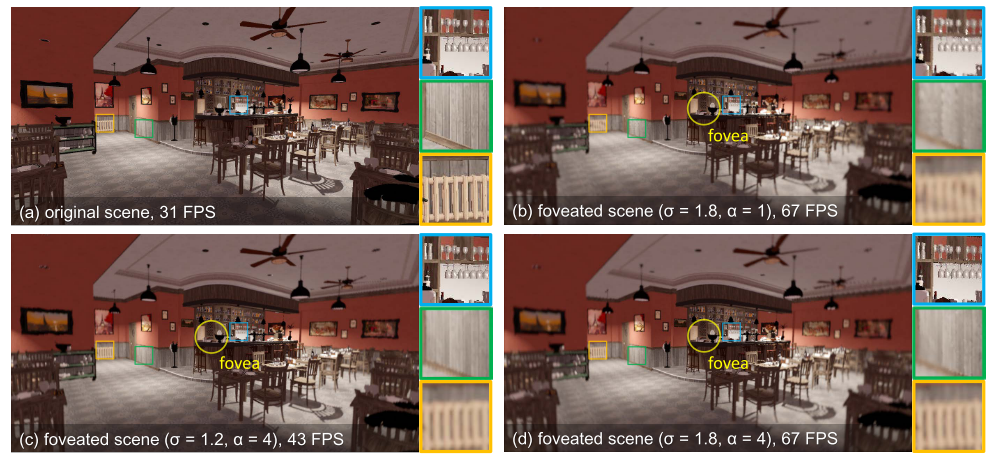 fovea
(a) original scene, 31 FPS
(b) foveated scene (σ = 1.8, α = 1), 67 FPS
fovea
fovea
(c) foveated scene (σ = 1.2, α = 4), 43 FPS
(d) foveated scene (σ = 1.8, α = 4), 67 FPS